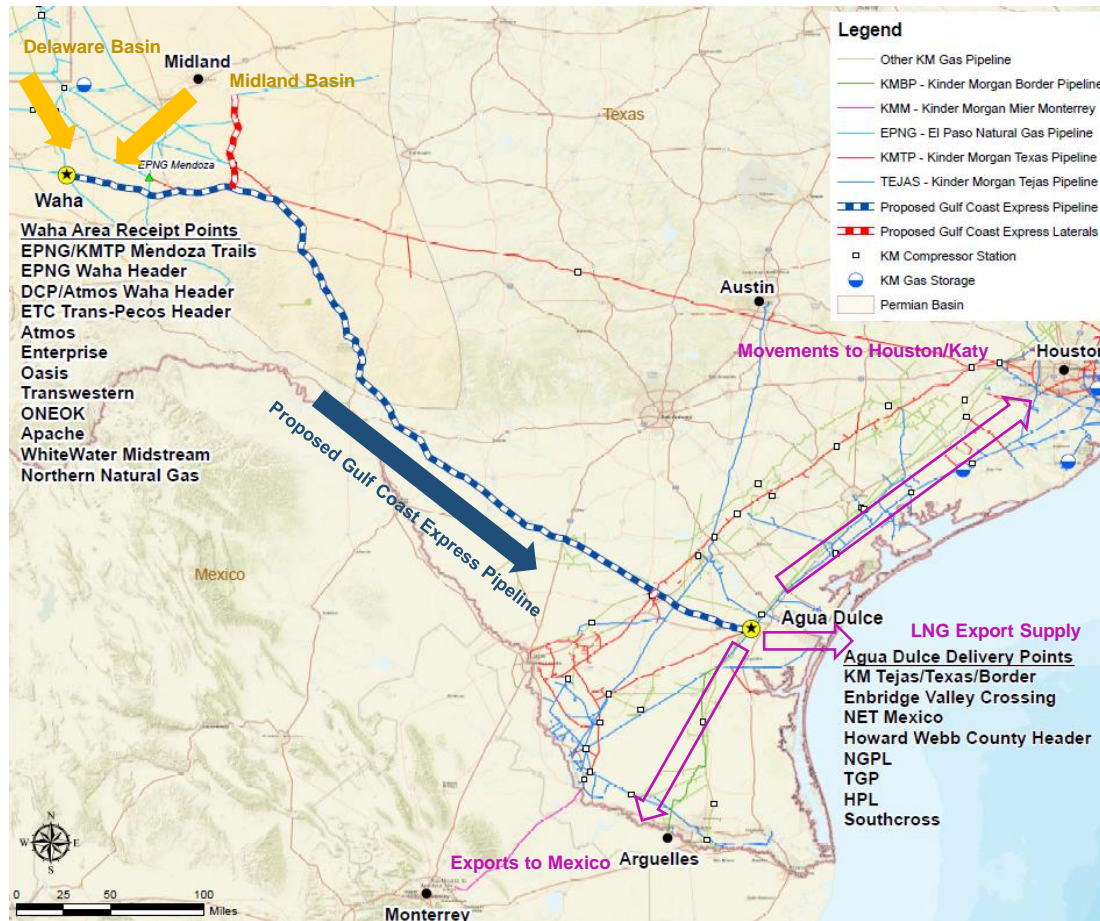 Delaware Basin
Midland
Midland Basin
Texas
EPNG Mendoza
Waha
Waha Area Receipt Points
EPNG/KMTP Mendoza Trails
EPNG Waha Header
DCP/Atmos Waha Header
ETC Trans-Pecos Header
Atmos
Enterprise
Oasis
Transwestern
ONEOK
Apache
WhiteWater Midstream
Northern Natural Gas
Legend
Other KM Gas Pipeline
KMBP - Kinder Morgan Border Pipeline
KMM - Kinder Morgan Mier Monterrey
EPNG - El Paso Natural Gas Pipeline
KMTP - Kinder Morgan Texas Pipeline
TEJAS - Kinder Morgan Tejas Pipeline
Proposed Gulf Coast Express Pipeline
Proposed Gulf Coast Express Laterals
KM Compressor Station
KM Gas Storage
Permian Basin
Austin
Movements to Houston/Katy
Houston
Proposed Gulf Coast Express Pipeline
Mexico
Agua Dulce
LNG Export Supply
Agua Dulce Delivery Points
KM Tejas/Texas/Border
Enbridge Valley Crossing
NET Mexico
Howard Webb County Header
NGPL
TGP
HPL
Southcross
Exports to Mexico
Arguelles
Monterrey
N
W E
S
0 25 50 100
Miles